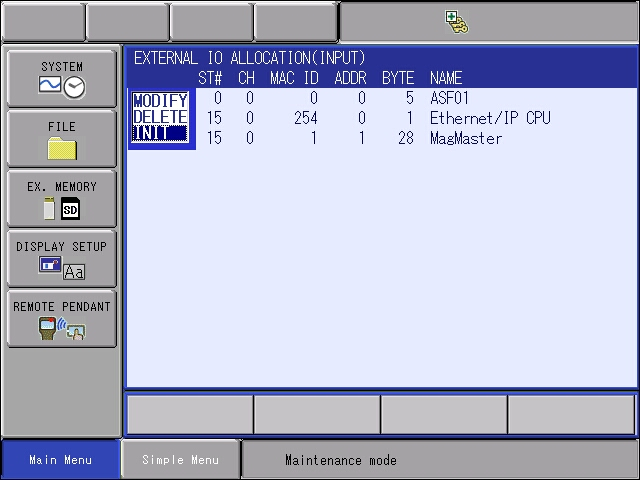 EXTERNAL IO ALLOCATION(INPUT)
ST# CH MAC ID ADDR BYTE NAME
MODIFY
DELETE
INIT
0 0 0 0 5 ASF01
15 0 254 0 1 Ethernet/IP CPU
15 0 1 1 28 MagMaster
SYSTEM
FILE
EX. MEMORY
SD
DISPLAY SETUP
Aa
REMOTE PENDANT
Main Menu
Simple Menu
Maintenance mode